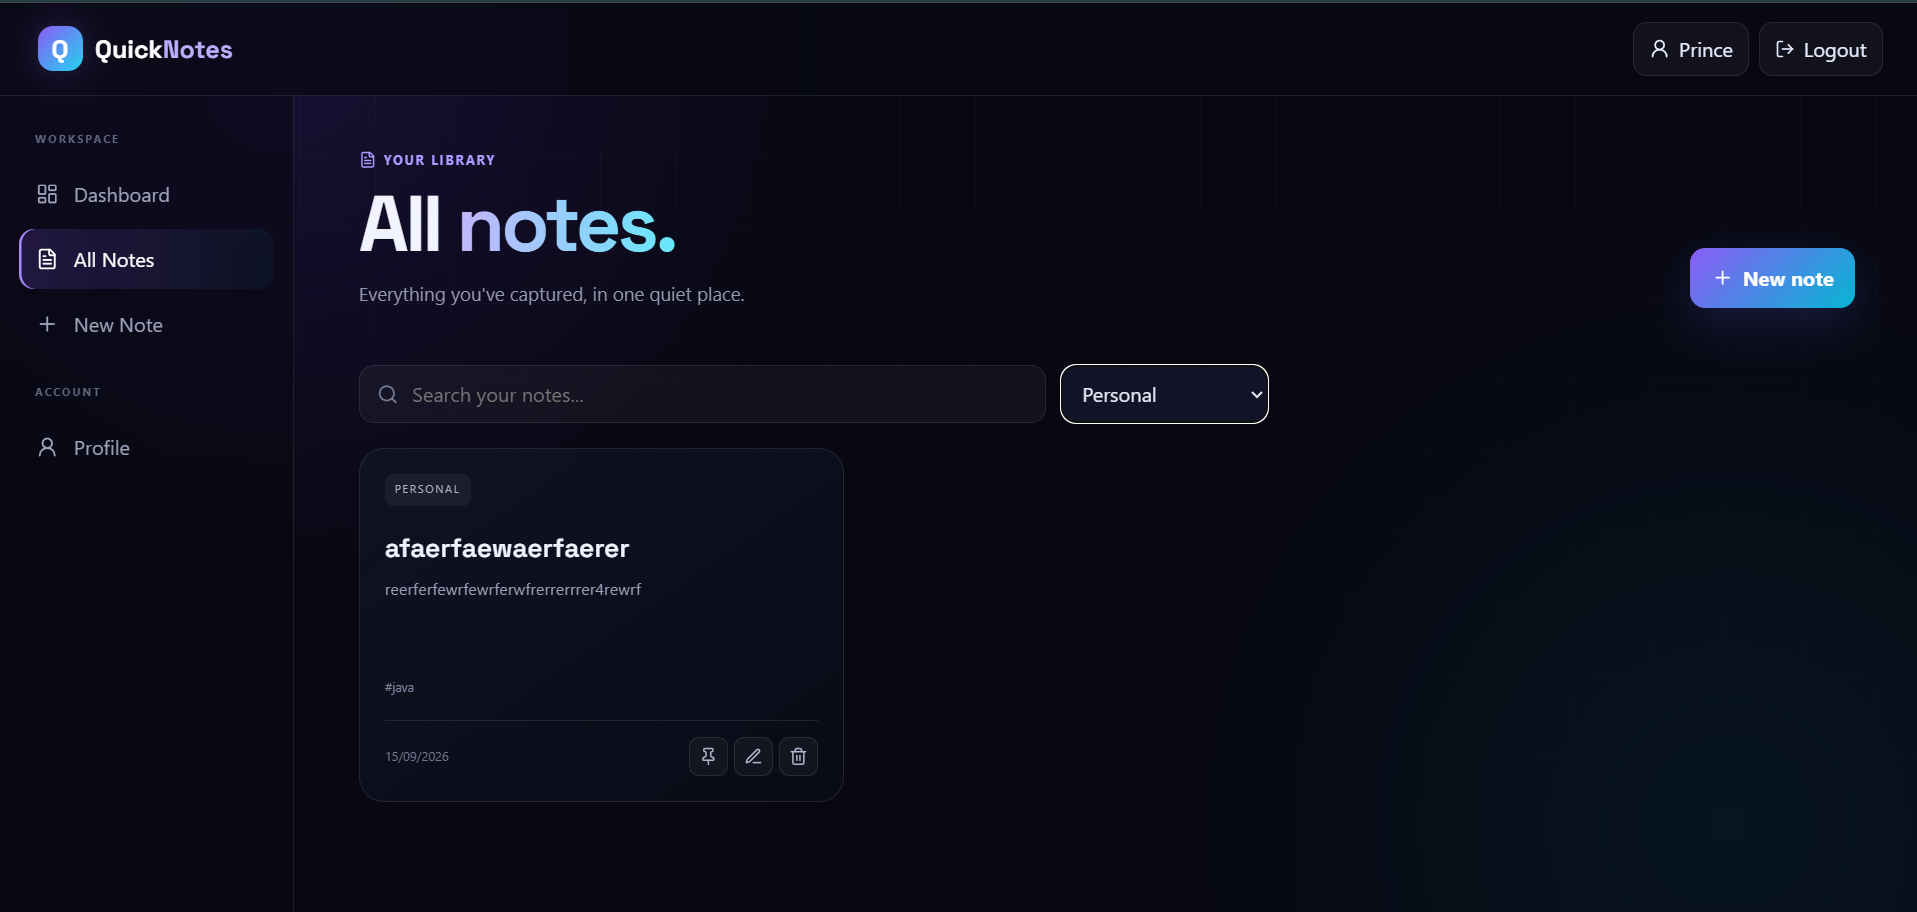 Q QuickNotes
Prince
Logout
WORKSPACE
Dashboard
All Notes
New Note
ACCOUNT
Profile
YOUR LIBRARY
All notes.
Everything you've captured, in one quiet place.
New note
Search your notes...
Personal
PERSONAL
afaerfaewaerfaerer
reerferfewrfewrferwfrerrerrrer4rewrf
#java
15/09/2026